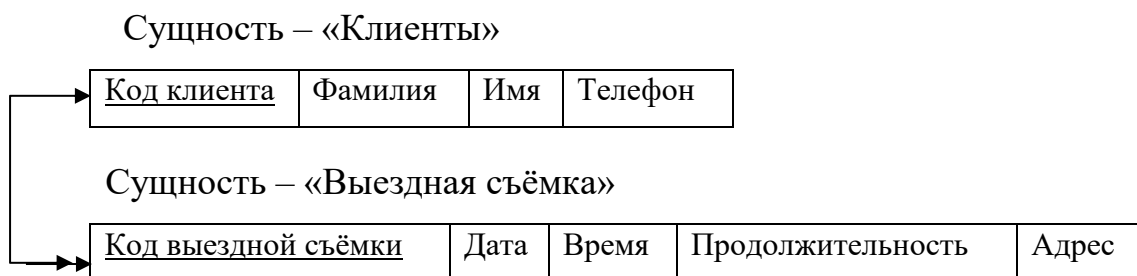 Сущность – «Клиенты»
Код клиента Фамилия Имя Телефон
Сущность – «Выездная съёмка»
Код выездной съёмки Дата Время Продолжительность Адрес